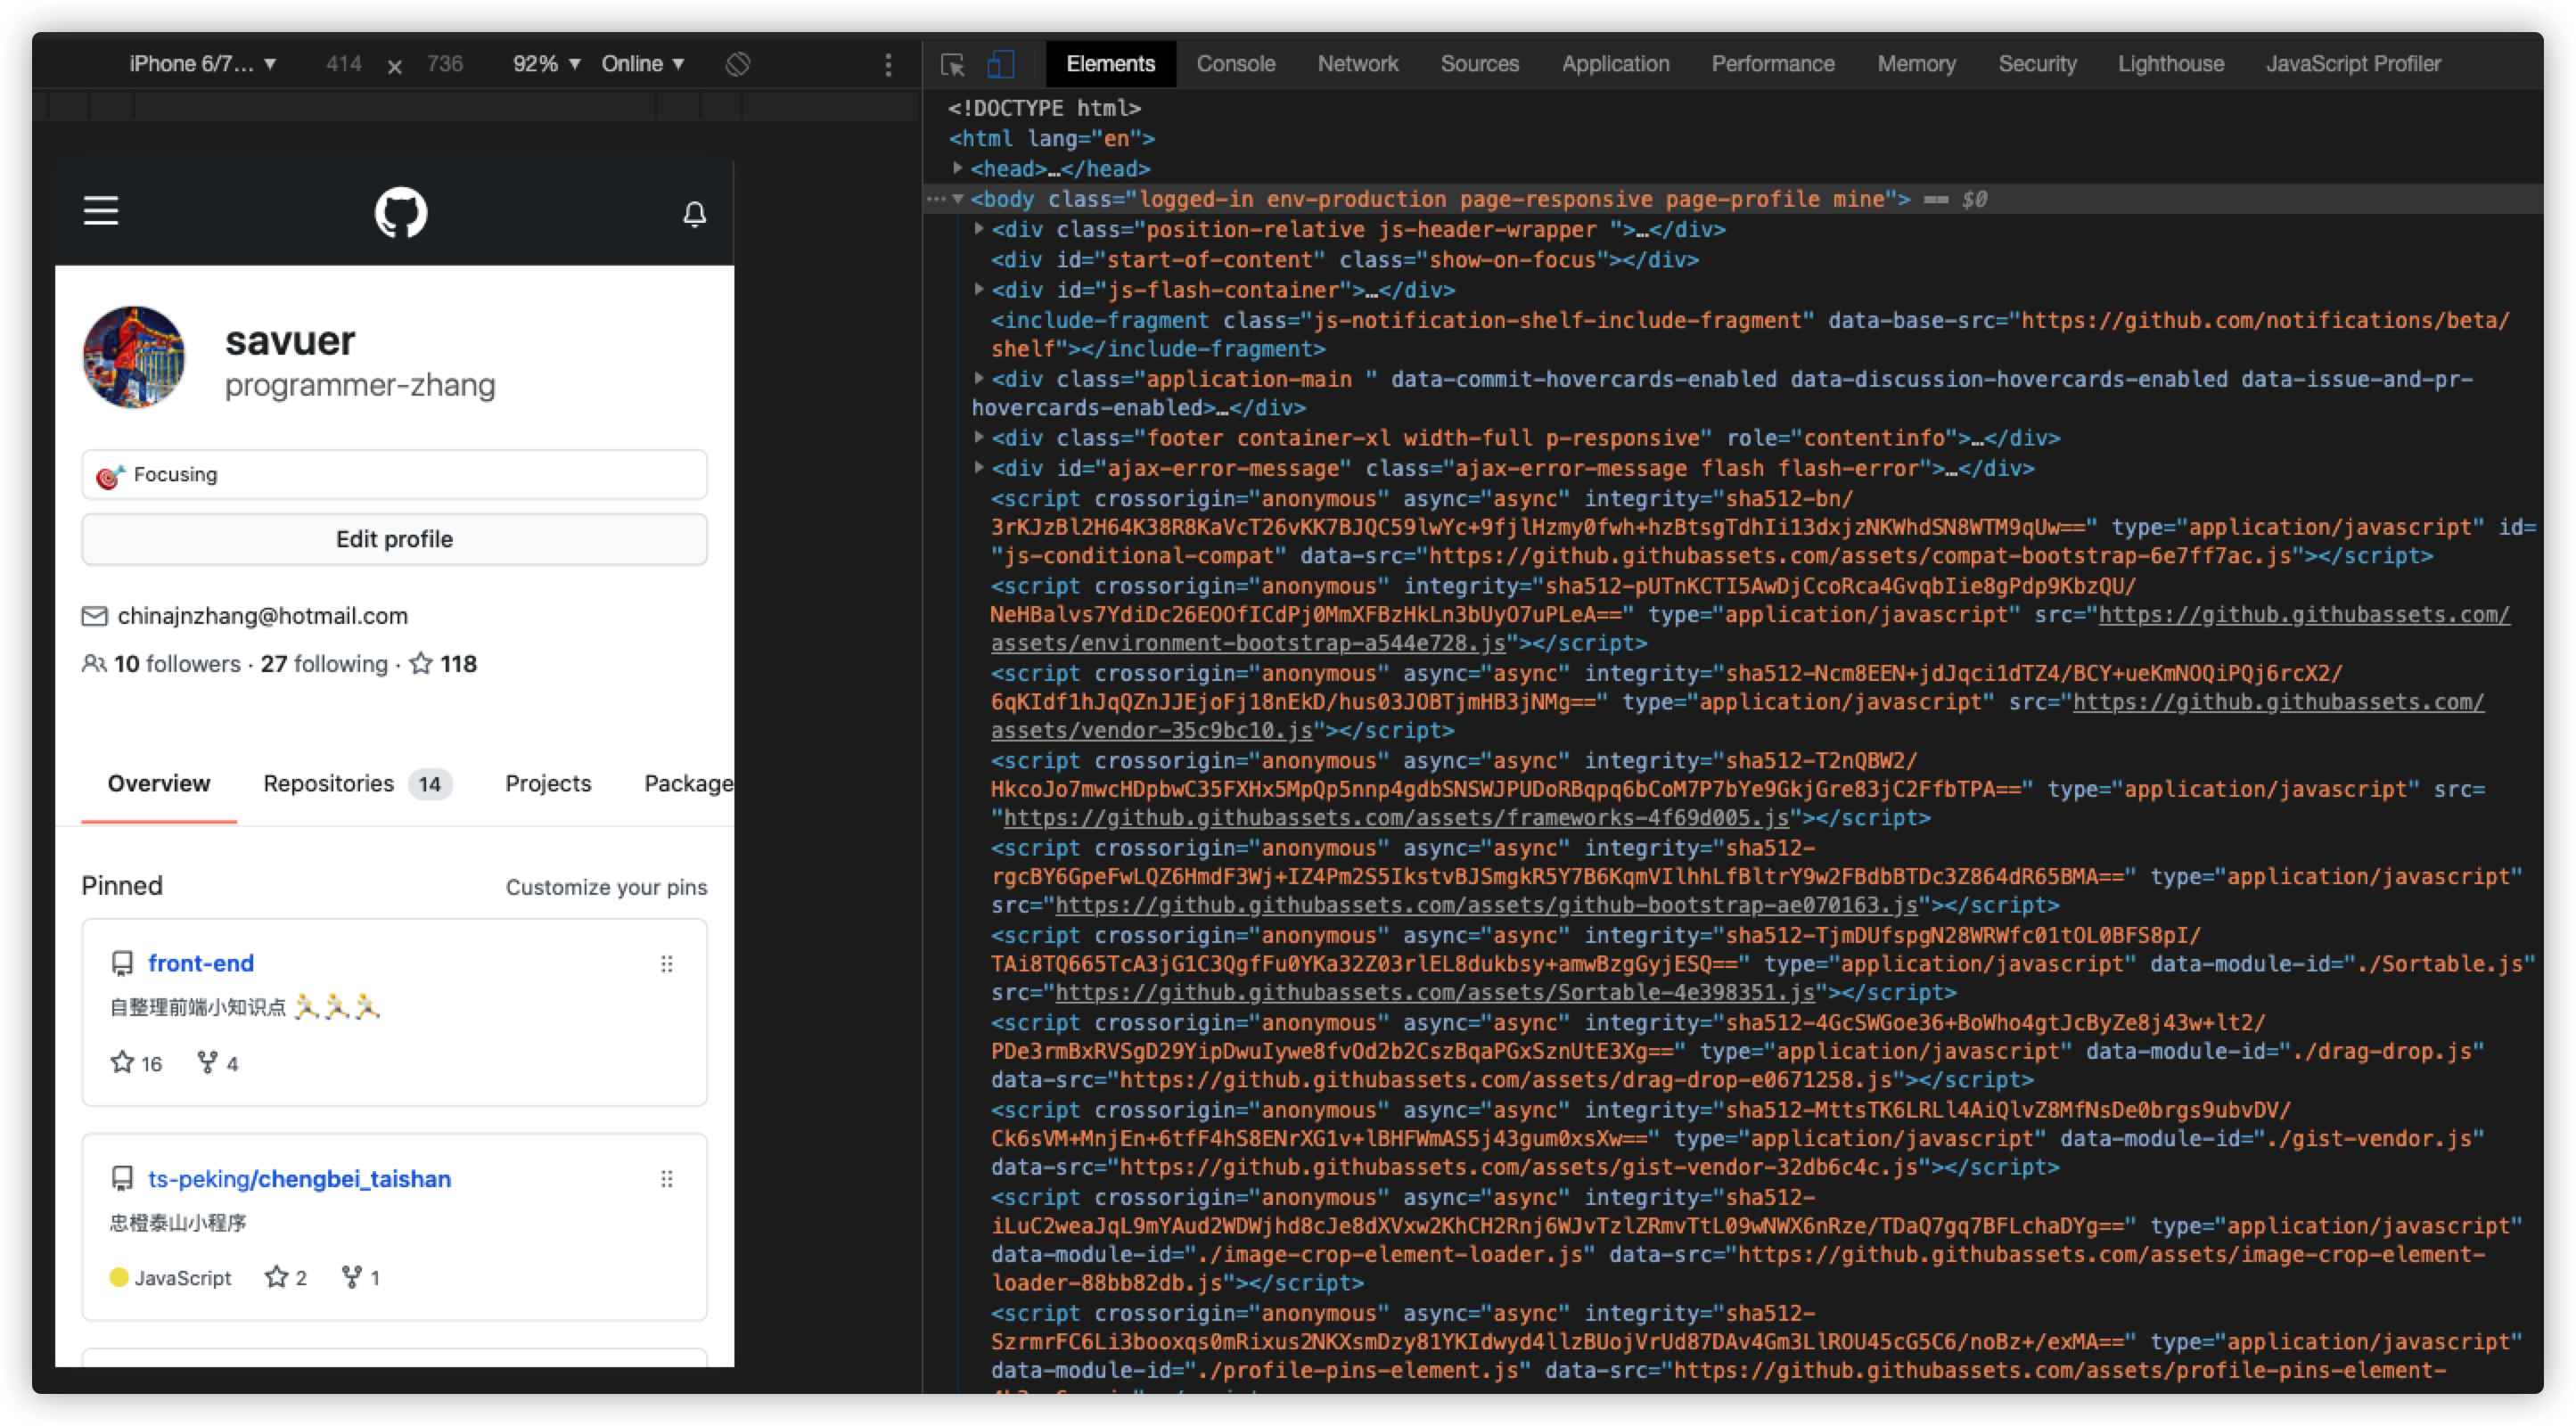 iPhone 6/7... ▼ 414 × 736 92% ▼ Online ▼
savuer
programmer-zhang
🎯 Focusing
Edit profile
chinajnzhang@hotmail.com
10 followers · 27 following · 118
Overview Repositories 14 Projects Package
Pinned Customize your pins
front-end
自整理前端小知识点 🏃🏃🏃
16 4
ts-peking/chengbei_taishan
忠橙泰山小程序
JavaScript 2 1
Elements Console Network Sources Application Performance Memory Security Lighthouse JavaScript Profiler
<!DOCTYPE html>
<html lang="en">
<head>…</head>
<body class="logged-in env-production page-responsive page-profile mine"> == $0
<div class="position-relative js-header-wrapper ">…</div>
<div id="start-of-content" class="show-on-focus"></div>
<div id="js-flash-container">…</div>
<include-fragment class="js-notification-shelf-include-fragment" data-base-src="https://github.com/notifications/beta/
shelf"></include-fragment>
<div class="application-main " data-commit-hovercards-enabled data-discussion-hovercards-enabled data-issue-and-pr-
hovercards-enabled>…</div>
<div class="footer container-xl width-full p-responsive" role="contentinfo">…</div>
<div id="ajax-error-message" class="ajax-error-message flash flash-error">…</div>
<script crossorigin="anonymous" async="async" integrity="sha512-bn/
3rKJzBl2H64K38R8KaVcT26vKK7BJQC59lwYc+9fjlHzmy0fwh+hzBtsgTdhIi13dxjzNKWhdSN8WTM9qUw==" type="application/javascript" id=
"js-conditional-compat" data-src="https://github.githubassets.com/assets/compat-bootstrap-6e7ff7ac.js"></script>
<script crossorigin="anonymous" integrity="sha512-pUTnKCTI5AwDjCcoRca4GvqbIie8gPdp9KbzQU/
NeHBalvs7YdiDc26EOOfICdPj0MmXFBzHkLn3bUyO7uPLeA==" type="application/javascript" src="https://github.githubassets.com/
assets/environment-bootstrap-a544e728.js"></script>
<script crossorigin="anonymous" async="async" integrity="sha512-Ncm8EEN+jdJqci1dTZ4/BCY+ueKmNOQiPQj6rcX2/
6qKIdf1hJqQZnJJEjoFj18nEkD/hus03JOBTjmHB3jNMg==" type="application/javascript" src="https://github.githubassets.com/
assets/vendor-35c9bc10.js"></script>
<script crossorigin="anonymous" async="async" integrity="sha512-T2nQBW2/
HkcoJo7mwcHDpbwC35FXHx5MpQp5nnp4gdbSNSWJPUDoRBqpq6bCoM7P7bYe9GkjGre83jC2FfbTPA==" type="application/javascript" src=
"https://github.githubassets.com/assets/frameworks-4f69d005.js"></script>
<script crossorigin="anonymous" async="async" integrity="sha512-
rgcBY6GpeFwLQZ6HmdF3Wj+IZ4Pm2S5IkstvBJSmgkR5Y7B6KqmVIlhhLfBltrY9w2FBdbBTDc3Z864dR65BMA==" type="application/javascript"
src="https://github.githubassets.com/assets/github-bootstrap-ae070163.js"></script>
<script crossorigin="anonymous" async="async" integrity="sha512-TjmDUfspgN28WRWfc01tOL0BFS8pI/
TAi8TQ665TcA3jG1C3QgfFu0YKa32Z03rlEL8dukbsy+amwBzgGyjESQ==" type="application/javascript" data-module-id="./Sortable.js"
src="https://github.githubassets.com/assets/Sortable-4e398351.js"></script>
<script crossorigin="anonymous" async="async" integrity="sha512-4GcSWGoe36+BoWho4gtJcByZe8j43w+lt2/
PDe3rmBxRVSgD29YipDwuIywe8fvOd2b2CszBqaPGxSznUtE3Xg==" type="application/javascript" data-module-id="./drag-drop.js"
data-src="https://github.githubassets.com/assets/drag-drop-e0671258.js"></script>
<script crossorigin="anonymous" async="async" integrity="sha512-MttsTK6LRLl4AiQlvZ8MfNsDe0brgs9ubvDV/
Ck6sVM+MnjEn+6tfF4hS8ENrXG1v+lBHFWmAS5j43gum0xsXw==" type="application/javascript" data-module-id="./gist-vendor.js"
data-src="https://github.githubassets.com/assets/gist-vendor-32db6c4c.js"></script>
<script crossorigin="anonymous" async="async" integrity="sha512-
iLuC2weaJqL9mYAud2WDWjhd8cJe8dXVxw2KhCH2Rnj6WJvTzlZRmvTtL09wNWX6nRze/TDaQ7gq7BFLchaDYg==" type="application/javascript"
data-module-id="./image-crop-element-loader.js" data-src="https://github.githubassets.com/assets/image-crop-element-
loader-88bb82db.js"></script>
<script crossorigin="anonymous" async="async" integrity="sha512-
SzrmrFC6Li3booxqs0mRixus2NKXsmDzy81YKIdwyd4llzBUojVrUd87DAv4Gm3LlROU45cG5C6/noBz+/exMA==" type="application/javascript"
data-module-id="./profile-pins-element.js" data-src="https://github.githubassets.com/assets/profile-pins-element-